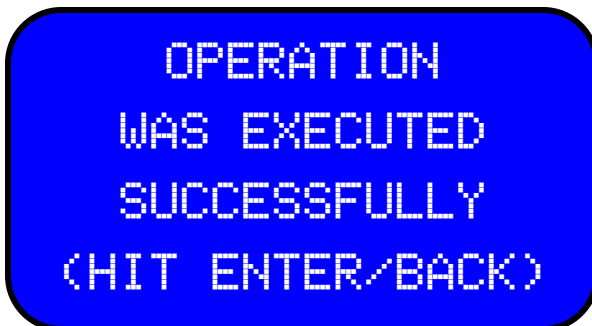 OPERATION
WAS EXECUTED
SUCCESSFULLY
(HIT ENTER/BACK)